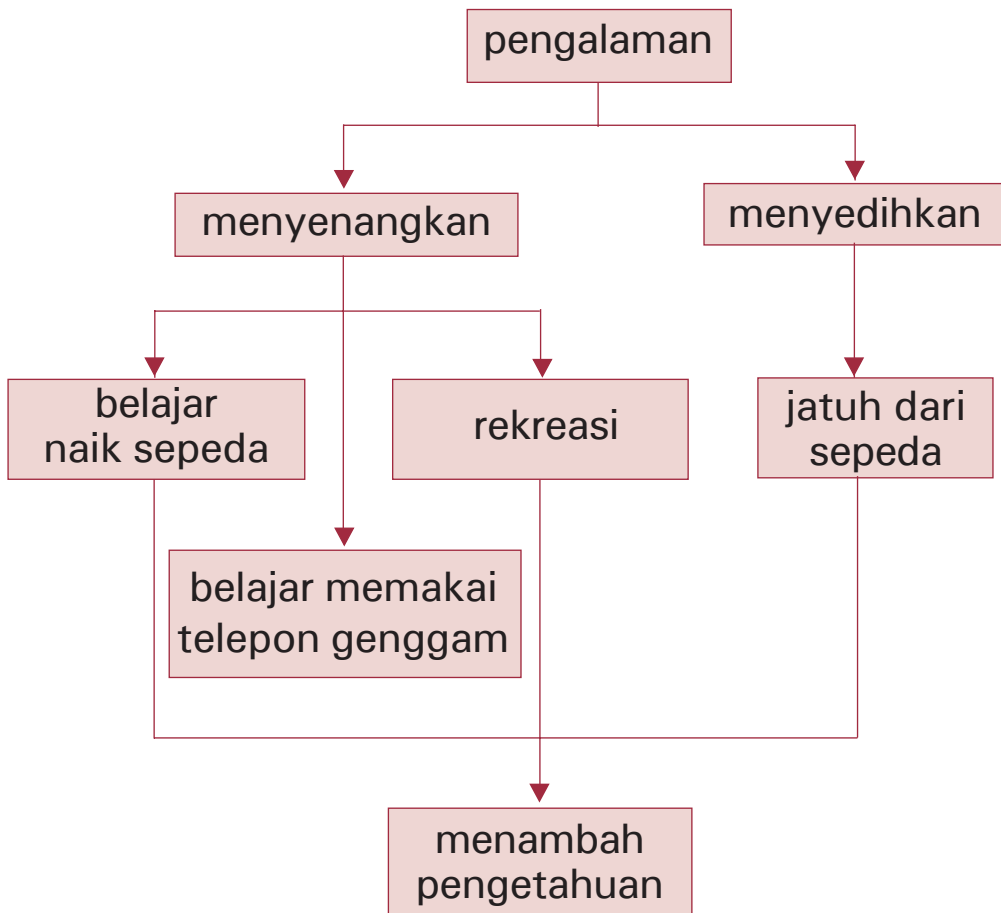 pengalaman
menyenangkan
menyedihkan
belajar
naik sepeda
rekreasi
jatuh dari
sepeda
belajar memakai
telepon genggam
menambah
pengetahuan